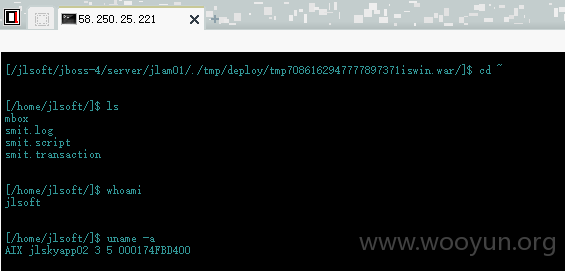 58.250.25.221
[/jlsoft/jboss-4/server/jlam01/./tmp/deploy/tmp7086162947777897371iswin.war/]$ cd ~
[/home/jlsoft/]$ ls
mbox
smit.log
smit.script
smit.transaction
[/home/jlsoft/]$ whoami
jlsoft
[/home/jlsoft/]$ uname -a
AIX jlskyapp02 3 5 000174FBD400
www.wooyun.org